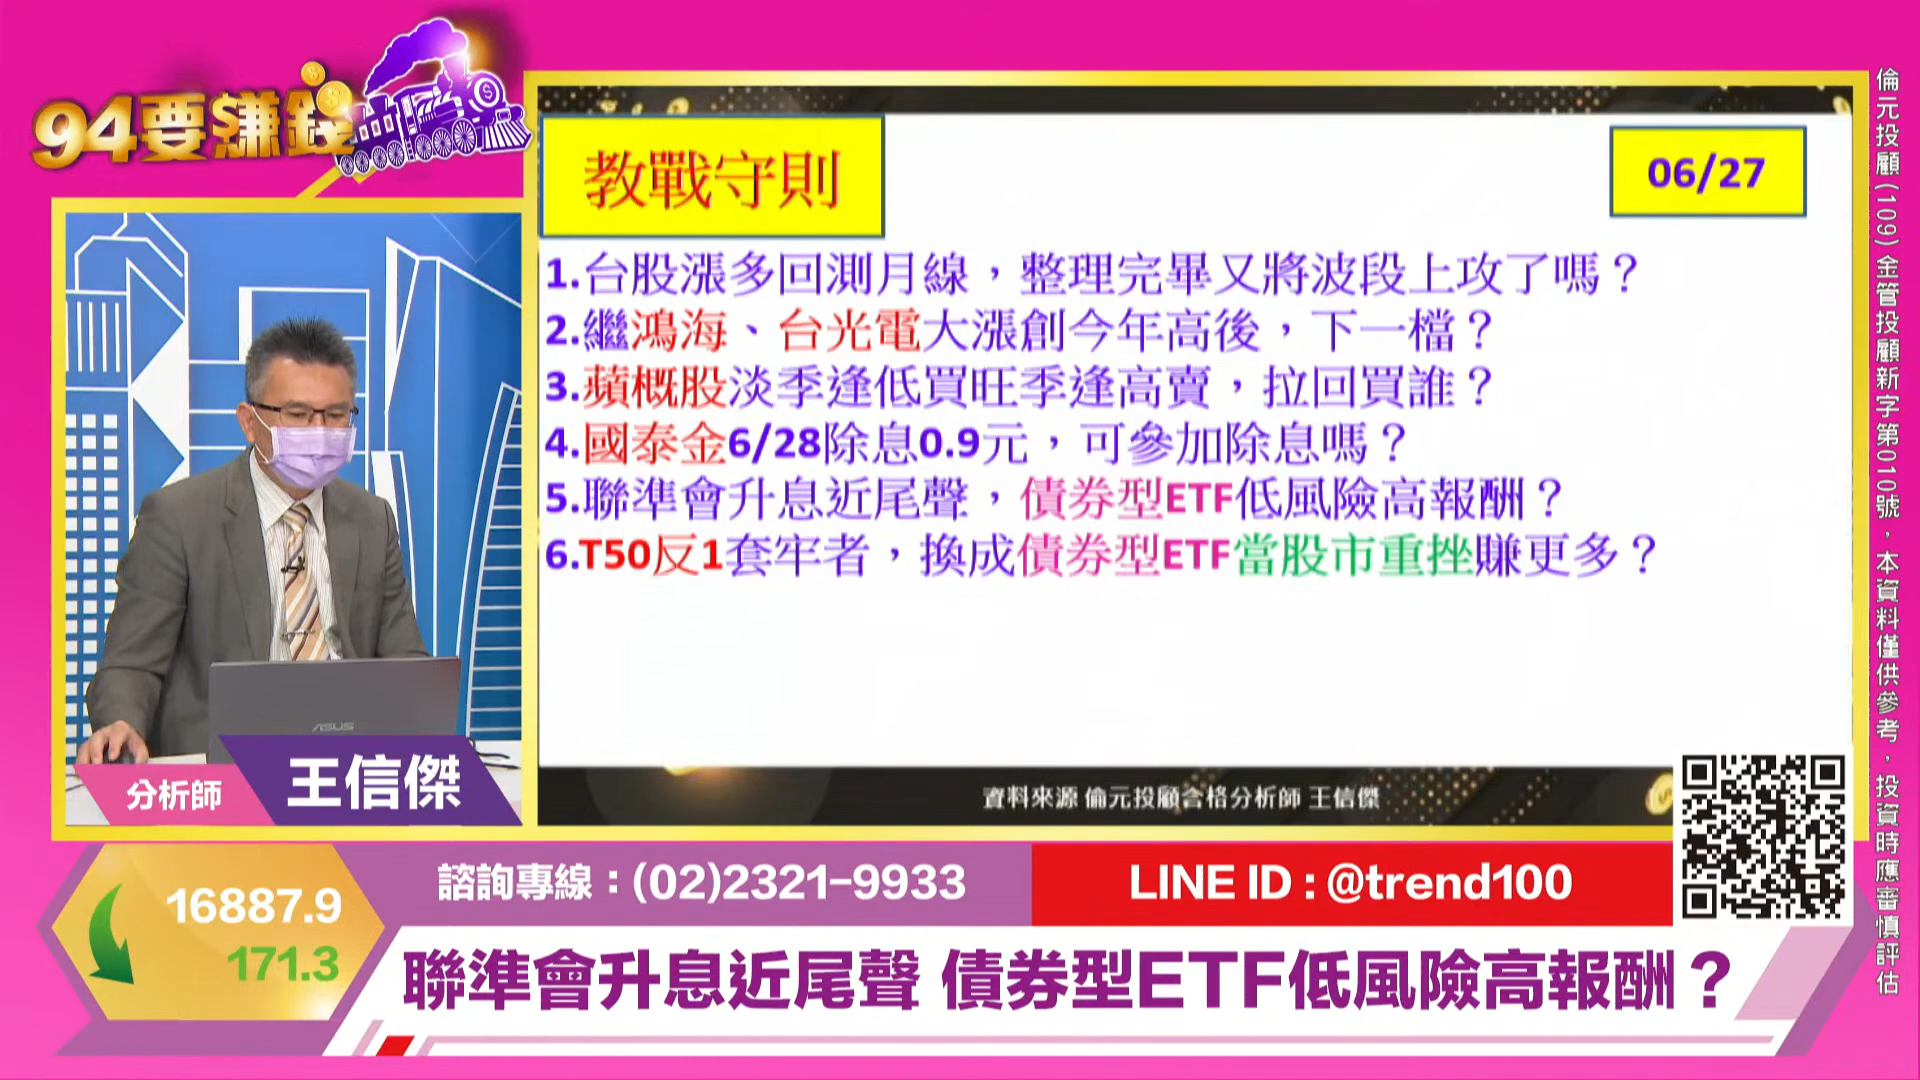 94要賺錢
教戰守則
06/27
1.台股漲多回測月線，整理完畢又將波段上攻了嗎？
2.繼鴻海、台光電大漲創今年高後，下一檔？
3.蘋概股淡季逢低買旺季逢高賣，拉回買誰？
4.國泰金6/28除息0.9元，可參加除息嗎？
5.聯準會升息近尾聲，債券型ETF低風險高報酬？
6.T50反1套牢者，換成債券型ETF當股市重挫賺更多？
ASUS
分析師 王信傑
資料來源 倫元投顧合格分析師 王信傑
16887.9
171.3
諮詢專線：(02)2321-9933
LINE ID : @trend100
聯準會升息近尾聲 債券型ETF低風險高報酬？
倫元投顧(109)金管投顧新字第010號，本資料僅供參考，投資時應審慎評估